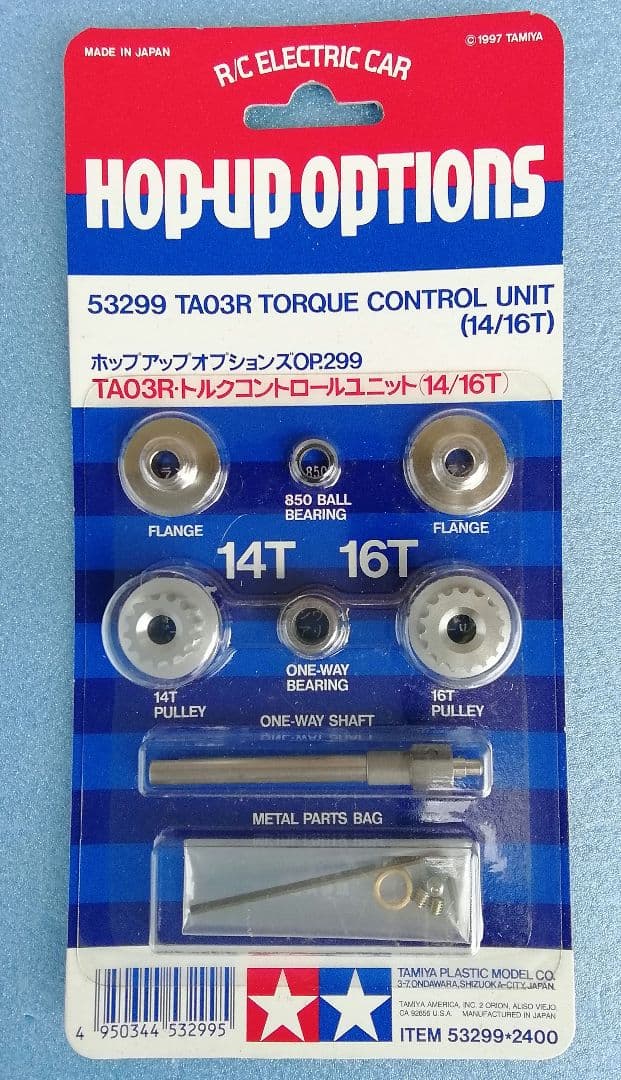 MADE IN JAPAN
© 1997 TAMIYA
R/C ELECTRIC CAR
HOP-UP OPTIONS
53299 TA03R TORQUE CONTROL UNIT
(14/16T)
ホップアップオプションズOP.299
TA03R・トルクコントロールユニット(14/16T)
850
FLANGE
850 BALL
BEARING
FLANGE
14T 16T
14T
PULLEY
ONE-WAY
BEARING
16T
PULLEY
ONE-WAY SHAFT
METAL PARTS BAG
4 950344 532995
TAMIYA PLASTIC MODEL CO.
3-7, ONDAWARA, SHIZUOKA-CITY, JAPAN.
TAMIYA AMERICA, INC. 2 ORION, ALISO VIEJO,
CA 92656 U.S.A. MANUFACTURED IN JAPAN
ITEM 53299★2400